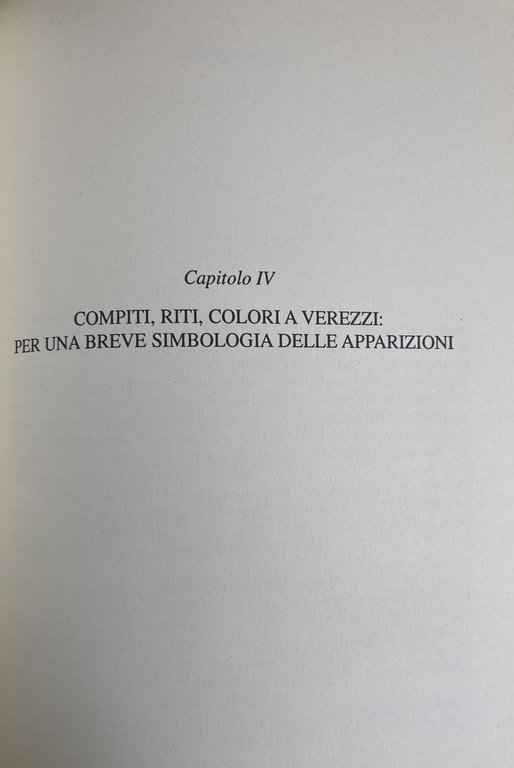 Capitolo IV
COMPITI, RITI, COLORI A VEREZZI:
PER UNA BREVE SIMBOLOGIA DELLE APPARIZIONI